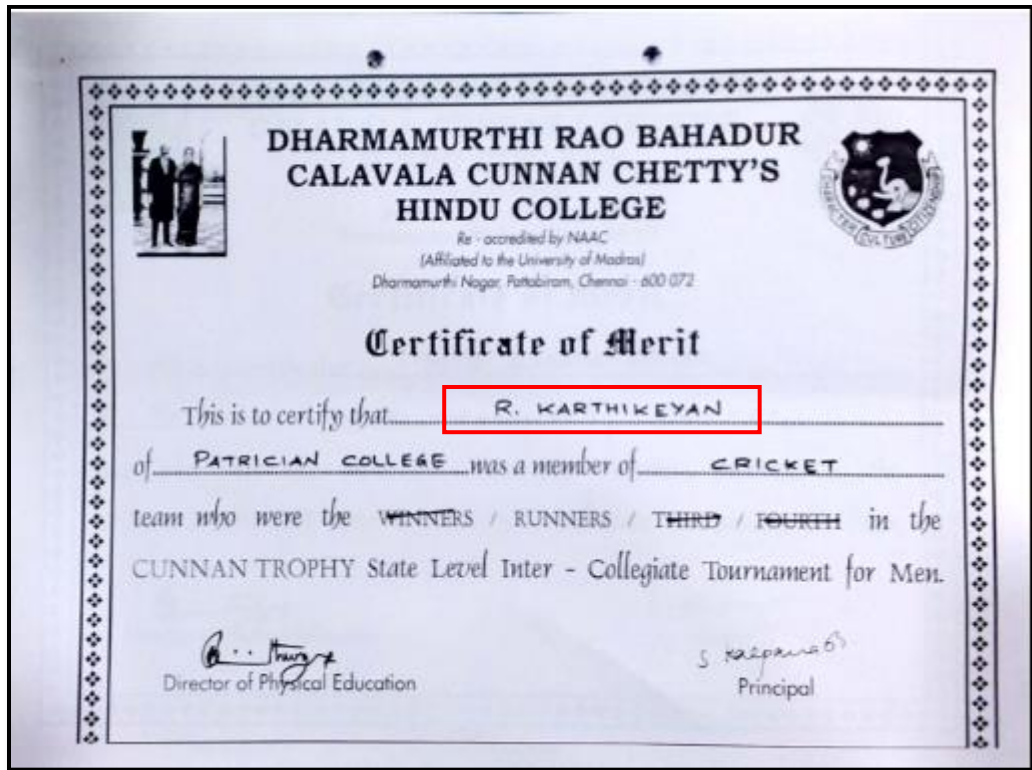 DHARMAMURTHI RAO BAHADUR
CALAVALA CUNNAN CHETTY'S
HINDU COLLEGE
Re - accredited by NAAC
(Affiliated to the University of Madras)
Dharmamurthi Nagar, Pattabiram, Chennai - 600 072
CHARACTER CULTURE CITIZENSHIP
Certificate of Merit
This is to certify that R. KARTHIKEYAN
of PATRICIAN COLLEGE was a member of CRICKET
team who were the WINNERS / RUNNERS / THIRD / FOURTH in the
CUNNAN TROPHY State Level Inter - Collegiate Tournament for Men.
Director of Physical Education
Principal